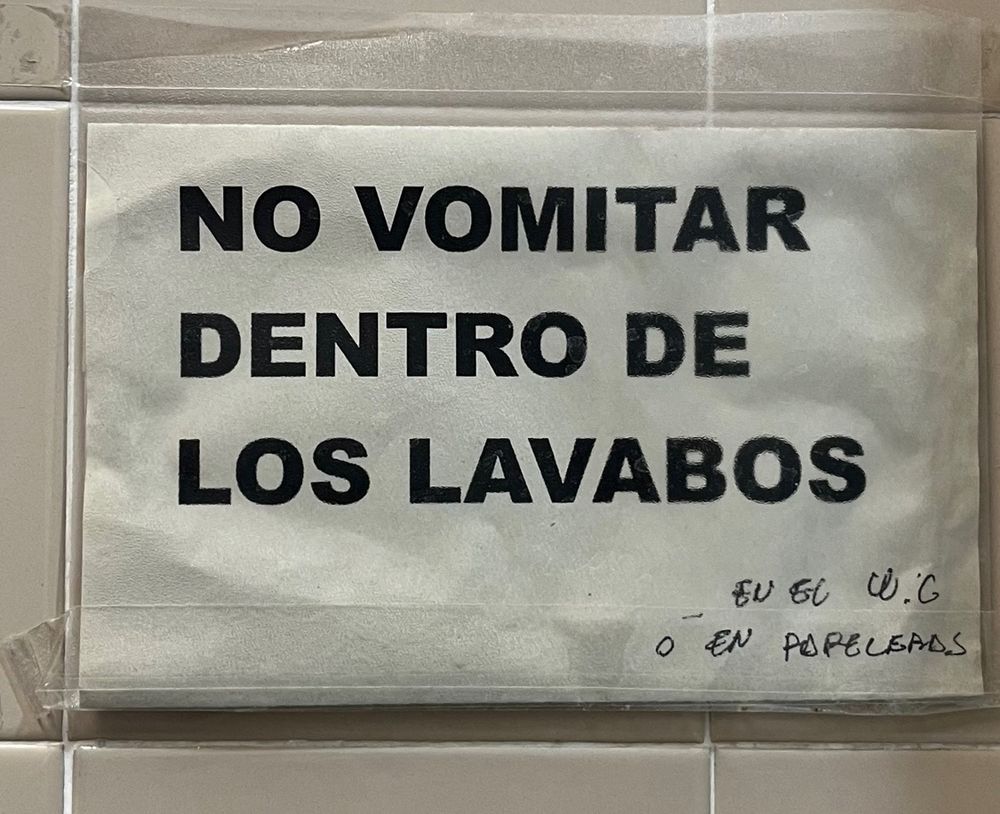 NO VOMITAR
DENTRO DE
LOS LAVABOS
EN EL W.C
O EN PAPELERAS